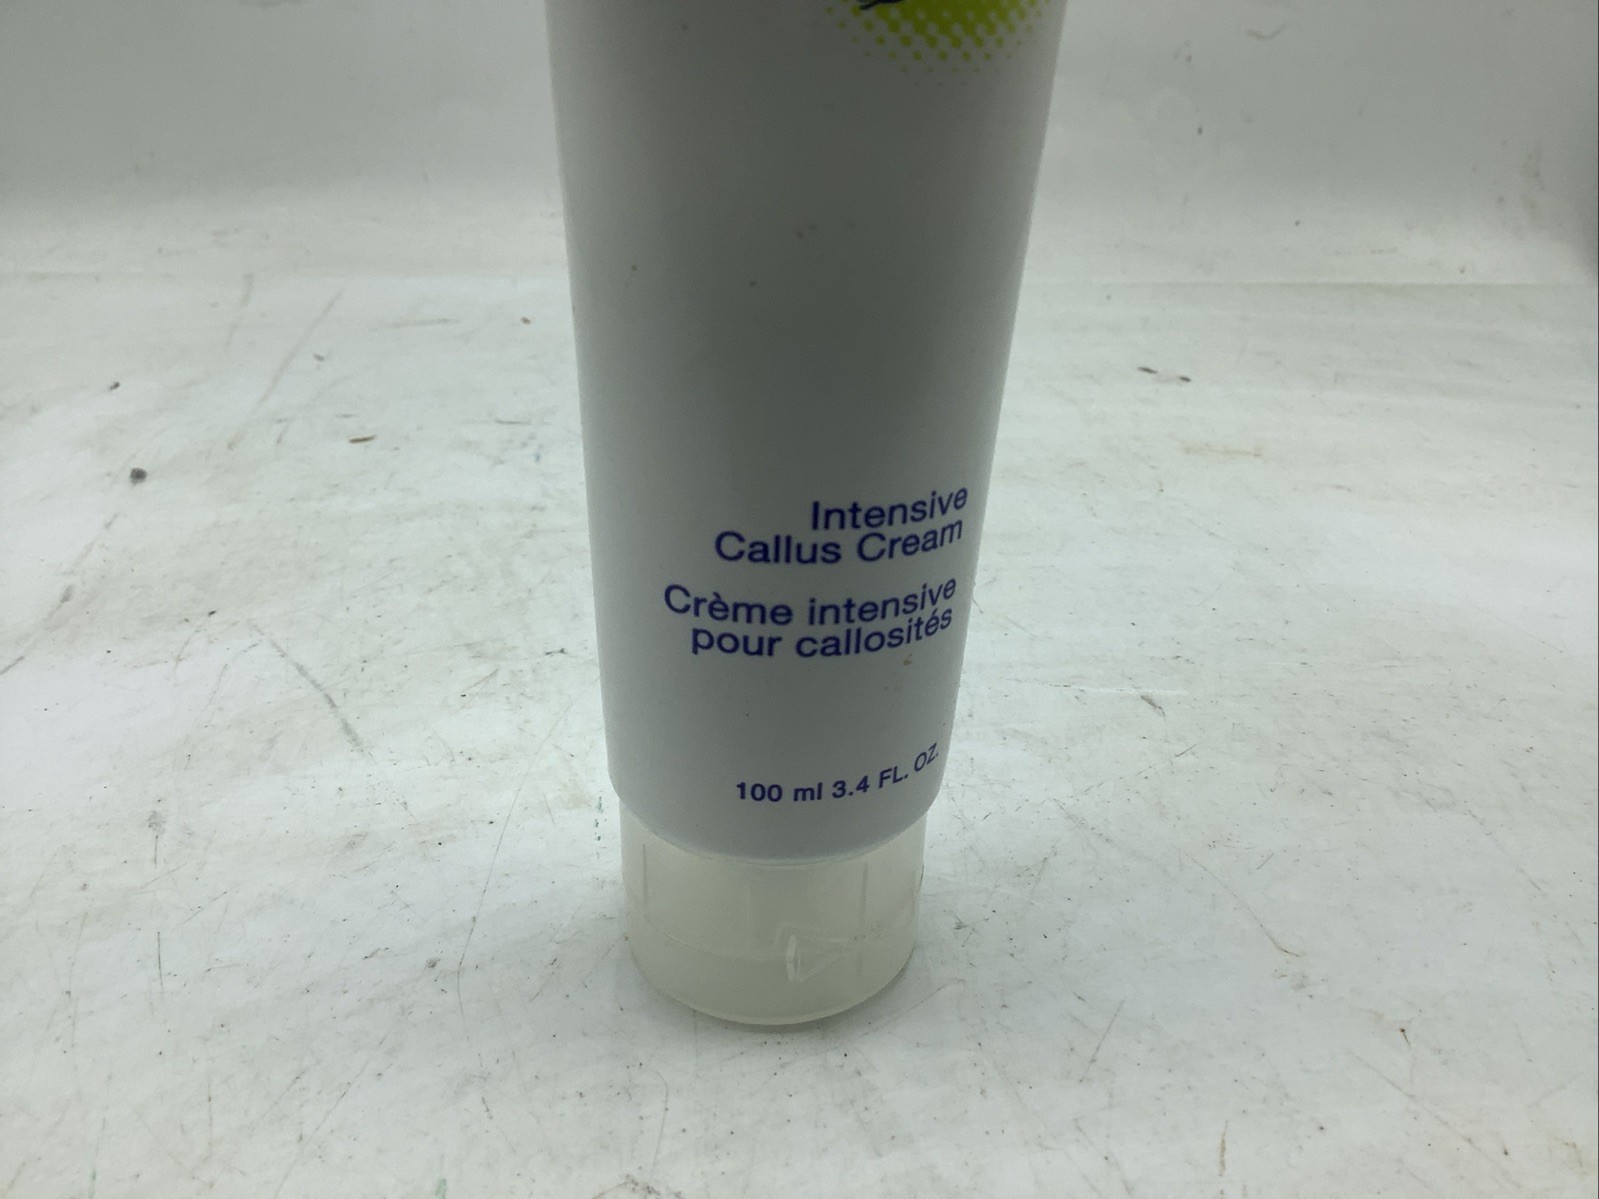 Intensive
Callus Cream
Crème intensive
pour callosités
100 ml 3.4 FL. OZ.